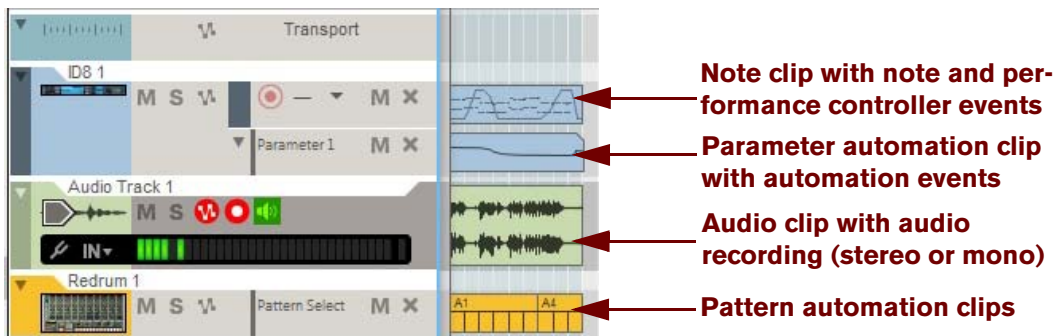 Transport
ID8 1
M S — M ×
Parameter 1 M ×
Audio Track 1
M S
IN
Redrum 1
M S Pattern Select M ×
A1 A4
Note clip with note and per-
formance controller events
Parameter automation clip
with automation events
Audio clip with audio
recording (stereo or mono)
Pattern automation clips